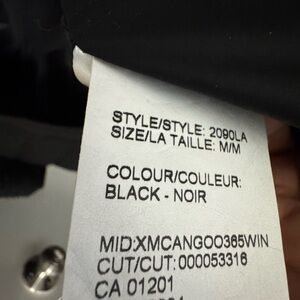 STYLE/STYLE: 2090LA
SIZE/LA TAILLE: M/M
COLOUR/COULEUR:
BLACK - NOIR
MID:XMCANGOO365WIN
CUT/CUT: 000053316
CA 01201